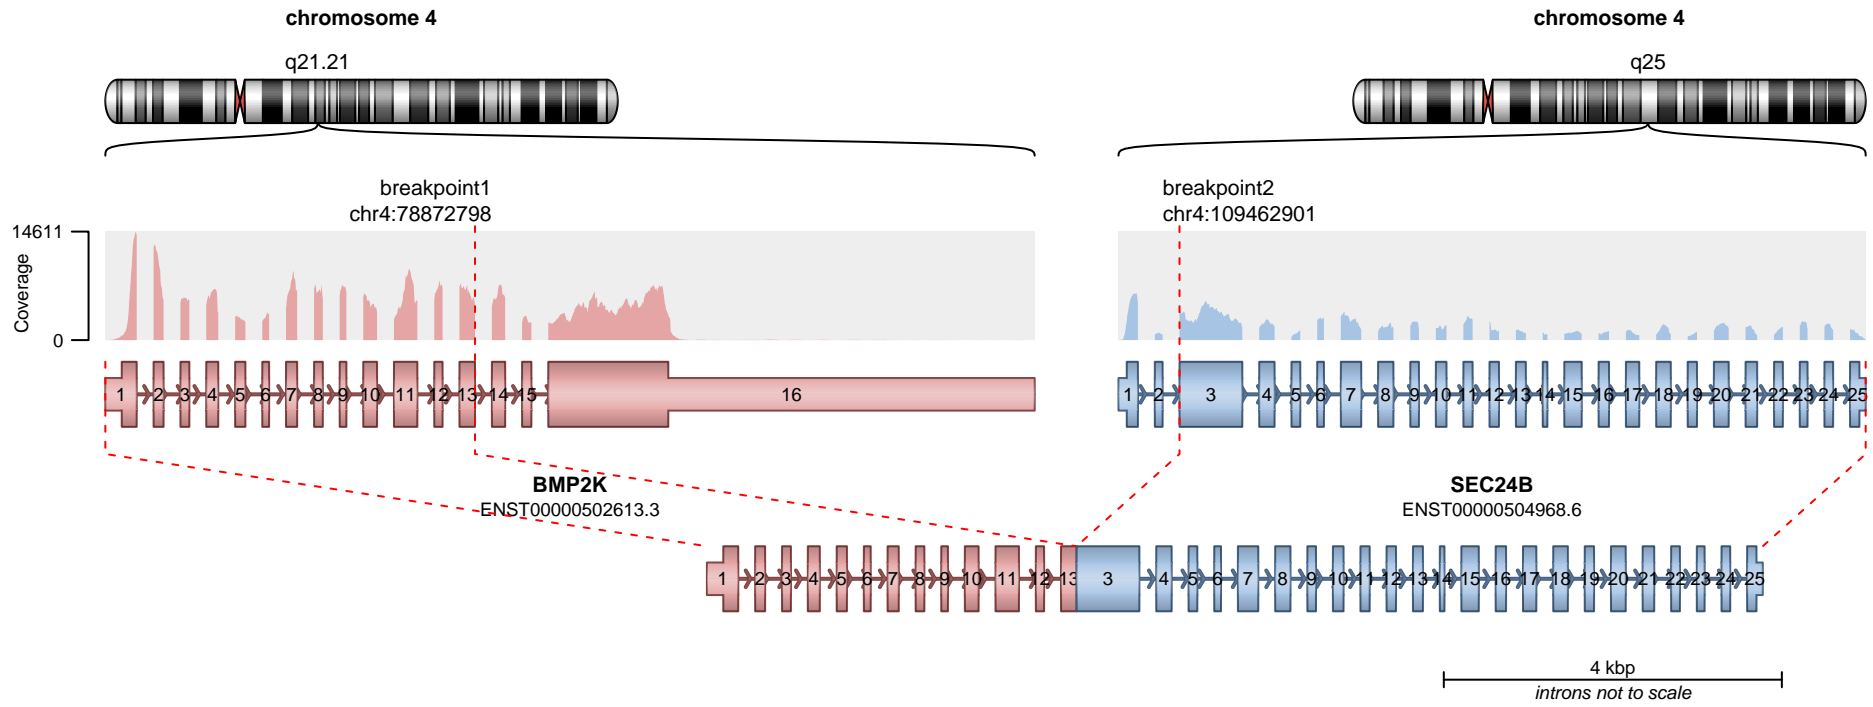 chromosome 4
chromosome 4
q21.21
q25
breakpoint1
chr4:78872798
breakpoint2
chr4:109462901
14611
Coverage
0
1 2 3 4 5 6 7 8 9 10 11 12 13 14 15 16
1 2 3 4 5 6 7 8 9 10 11 12 13 14 15 16 17 18 19 20 21 22 23 24 25
BMP2K
ENST00000502613.3
SEC24B
ENST00000504968.6
1 2 3 4 5 6 7 8 9 10 11 12 13 3 4 5 6 7 8 9 10 11 12 13 14 15 16 17 18 19 20 21 22 23 24 25
4 kbp
introns not to scale